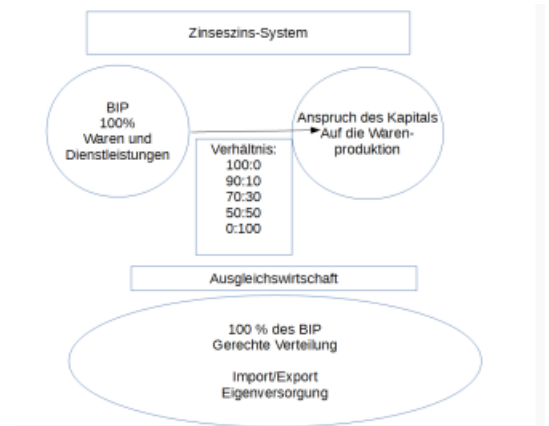 Zinseszins-System
BIP
100%
Waren und
Dienstleistungen
Anspruch des Kapitals
Auf die Waren-
produktion
Verhältnis:
100:0
90:10
70:30
50:50
0:100
Ausgleichswirtschaft
100 % des BIP
Gerechte Verteilung
Import/Export
Eigenversorgung